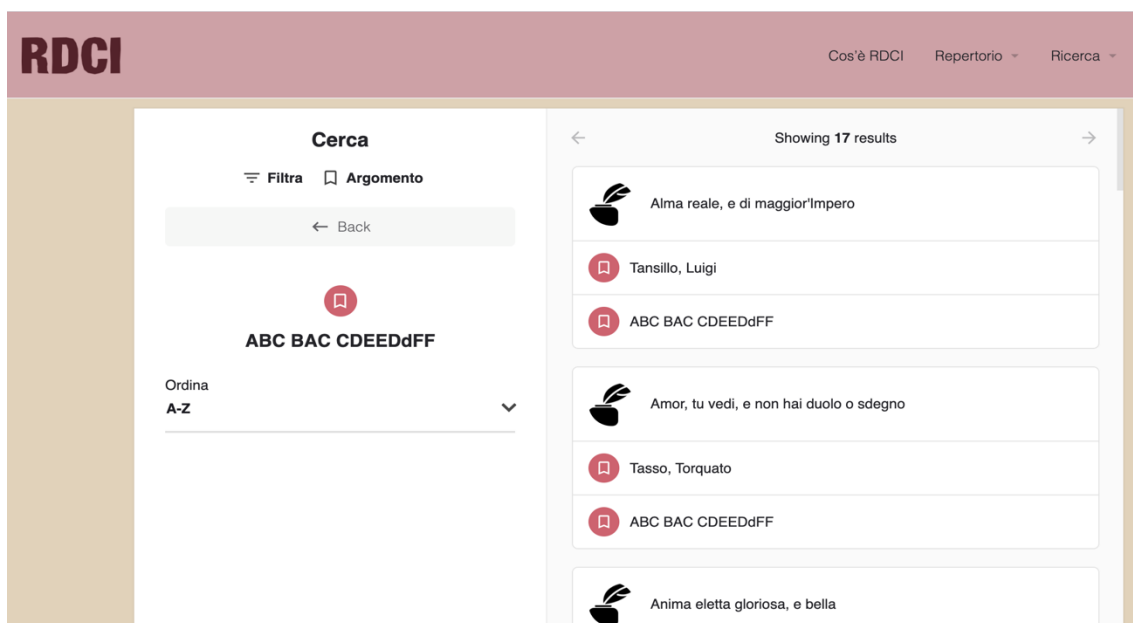 RDCI
Cos'è RDCI Repertorio Ricerca
Cerca
Filtra Argomento
← Back
ABC BAC CDEEDdFF
Ordina
A-Z
← Showing 17 results →
Alma reale, e di maggior'Impero
Tansillo, Luigi
ABC BAC CDEEDdFF
Amor, tu vedi, e non hai duolo o sdegno
Tasso, Torquato
ABC BAC CDEEDdFF
Anima eletta gloriosa, e bella